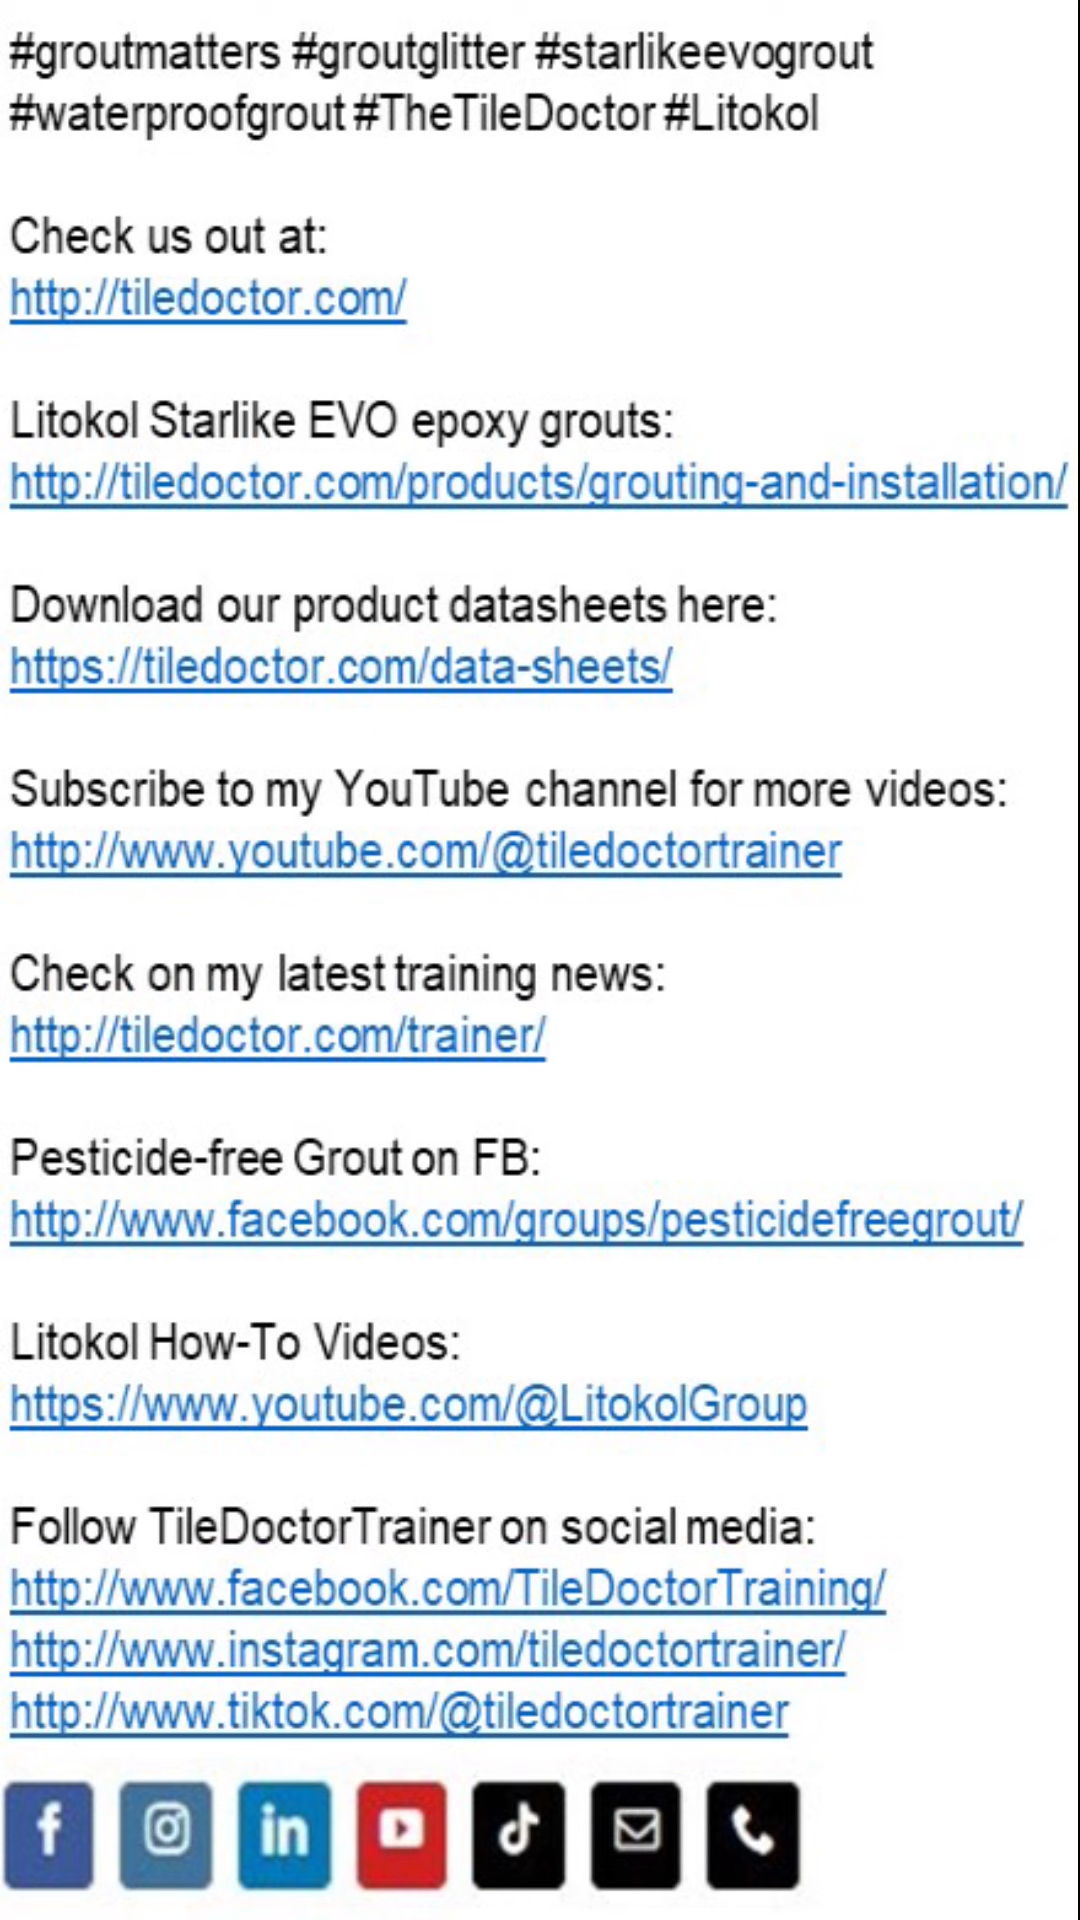 #groutmatters #groutglitter #starlikeevogrout
#waterproofgrout #TheTileDoctor #Litokol
Check us out at:
http://tiledoctor.com/
Litokol Starlike EVO epoxy grouts:
http://tiledoctor.com/products/grouting-and-installation/
Download our product datasheets here:
https://tiledoctor.com/data-sheets/
Subscribe to my YouTube channel for more videos:
http://www.youtube.com/@tiledoctortrainer
Check on my latest training news:
http://tiledoctor.com/trainer/
Pesticide-free Grout on FB:
http://www.facebook.com/groups/pesticidefreegrout/
Litokol How-To Videos:
https://www.youtube.com/@LitokolGroup
Follow TileDoctorTrainer on social media:
http://www.facebook.com/TileDoctorTraining/
http://www.instagram.com/tiledoctortrainer/
http://www.tiktok.com/@tiledoctortrainer
f in